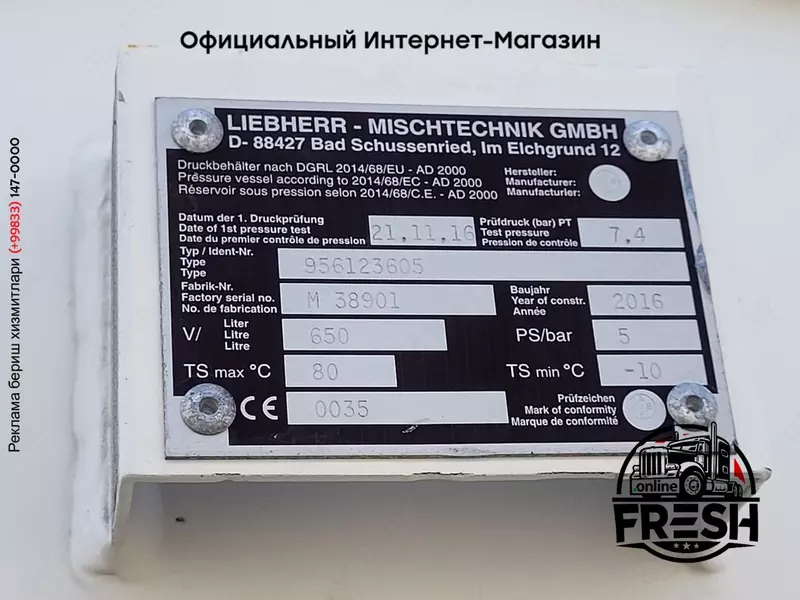 Официальный Интернет-Магазин
Реклама бериш хизмитлари (+99833) 147-0000
LIEBHERR - MISCHTECHNIK GMBH
D- 88427 Bad Schussenried, Im Elchgrund 12
Druckbehälter nach DGRL 2014/68/EU - AD 2000
Pressure vessel according to 2014/68/EC - AD 2000
Réservoir sous pression selon 2014/68/C.E. - AD 2000
Hersteller:
Manufacturer:
Manufacturier:
Datum der 1. Druckprüfung
Date of 1st pressure test
Date du premier contrôle de pression
21.11.16
Prüfdruck (bar) PT
Test pressure
Pression de contrôle
7,4
Typ / Ident-Nr.
Type
Type
956123605
Fabrik-Nr.
Factory serial no.
No. de fabrication
M 38901
Baujahr
Year of constr.
Année
2016
V/
Liter
Litre
Litre
650
PS/bar
5
TS max °C
80
TS min °C
-10
CE
0035
Prüfzeichen
Mark of conformity
Marque de conformité
.online
FRESH